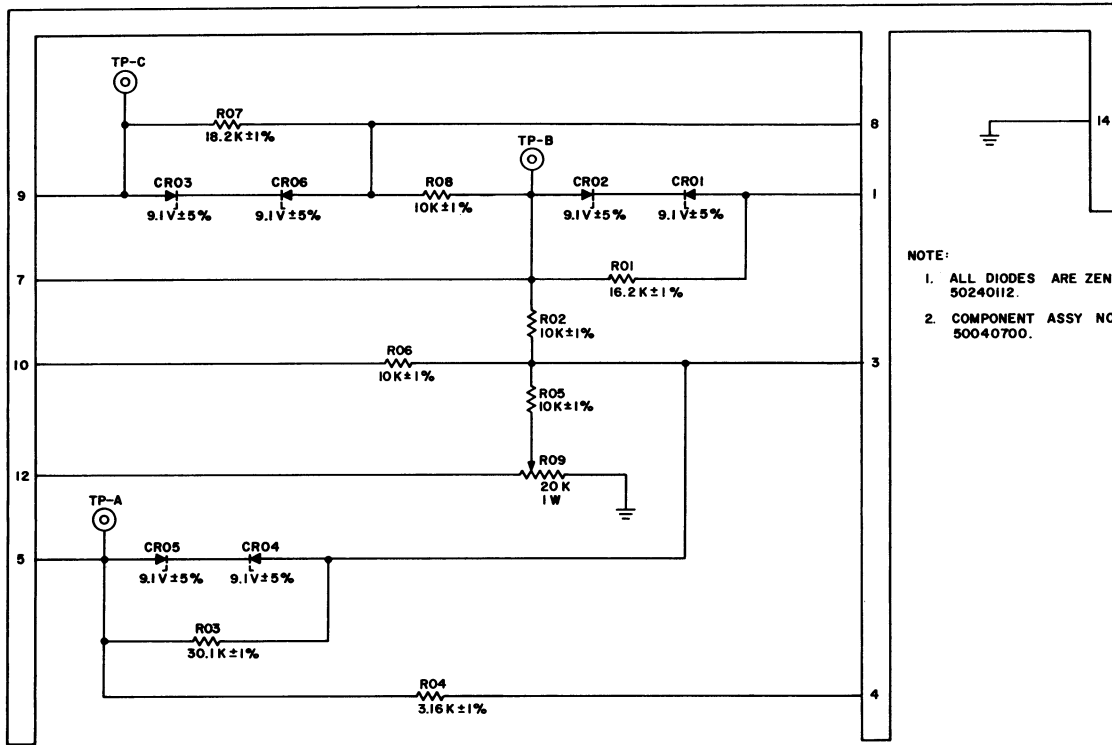 TP-C
R07
18.2K±1%
8
14
TP-B
9
CR03
9.1V±5%
CR06
9.1V±5%
R08
10K±1%
CR02
9.1V±5%
CR01
9.1V±5%
1
7
R01
16.2K±1%
NOTE:
1. ALL DIODES ARE ZEN
50240112.
2. COMPONENT ASSY NO
50040700.
R02
10K±1%
10
R06
10K±1%
3
R05
10K±1%
12
R09
20K
1W
TP-A
5
CR05
9.1V±5%
CR04
9.1V±5%
R03
30.1K±1%
R04
3.16K±1%
4